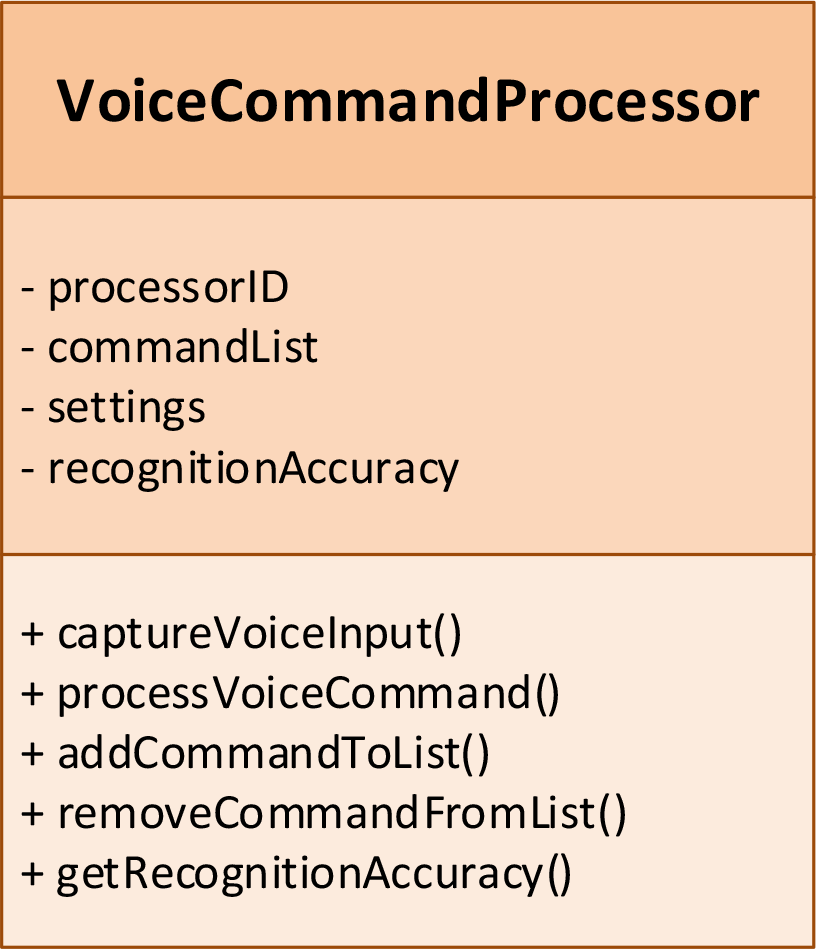 VoiceCommandProcessor
- processorID
- commandList
- settings
- recognitionAccuracy
+ captureVoiceInput()
+ processVoiceCommand()
+ addCommandToList()
+ removeCommandFromList()
+ getRecognitionAccuracy()